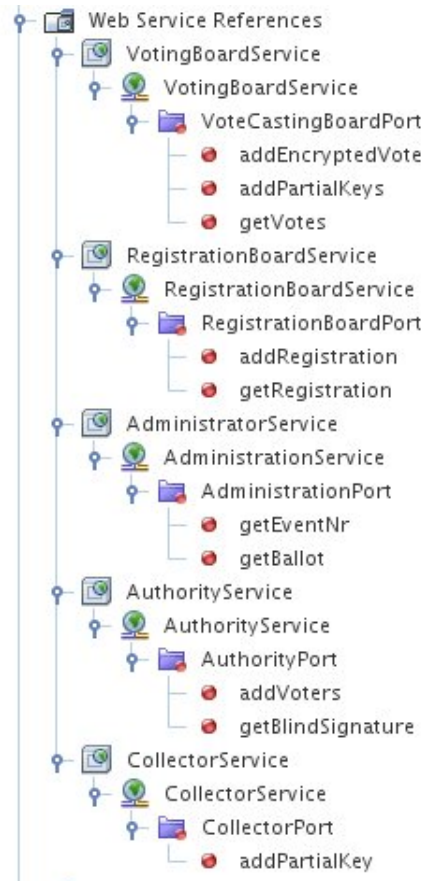 Web Service References
VotingBoardService
VotingBoardService
VoteCastingBoardPort
addEncryptedVote
addPartialKeys
getVotes
RegistrationBoardService
RegistrationBoardService
RegistrationBoardPort
addRegistration
getRegistration
AdministratorService
AdministrationService
AdministrationPort
getEventNr
getBallot
AuthorityService
AuthorityService
AuthorityPort
addVoters
getBlindSignature
CollectorService
CollectorService
CollectorPort
addPartialKey